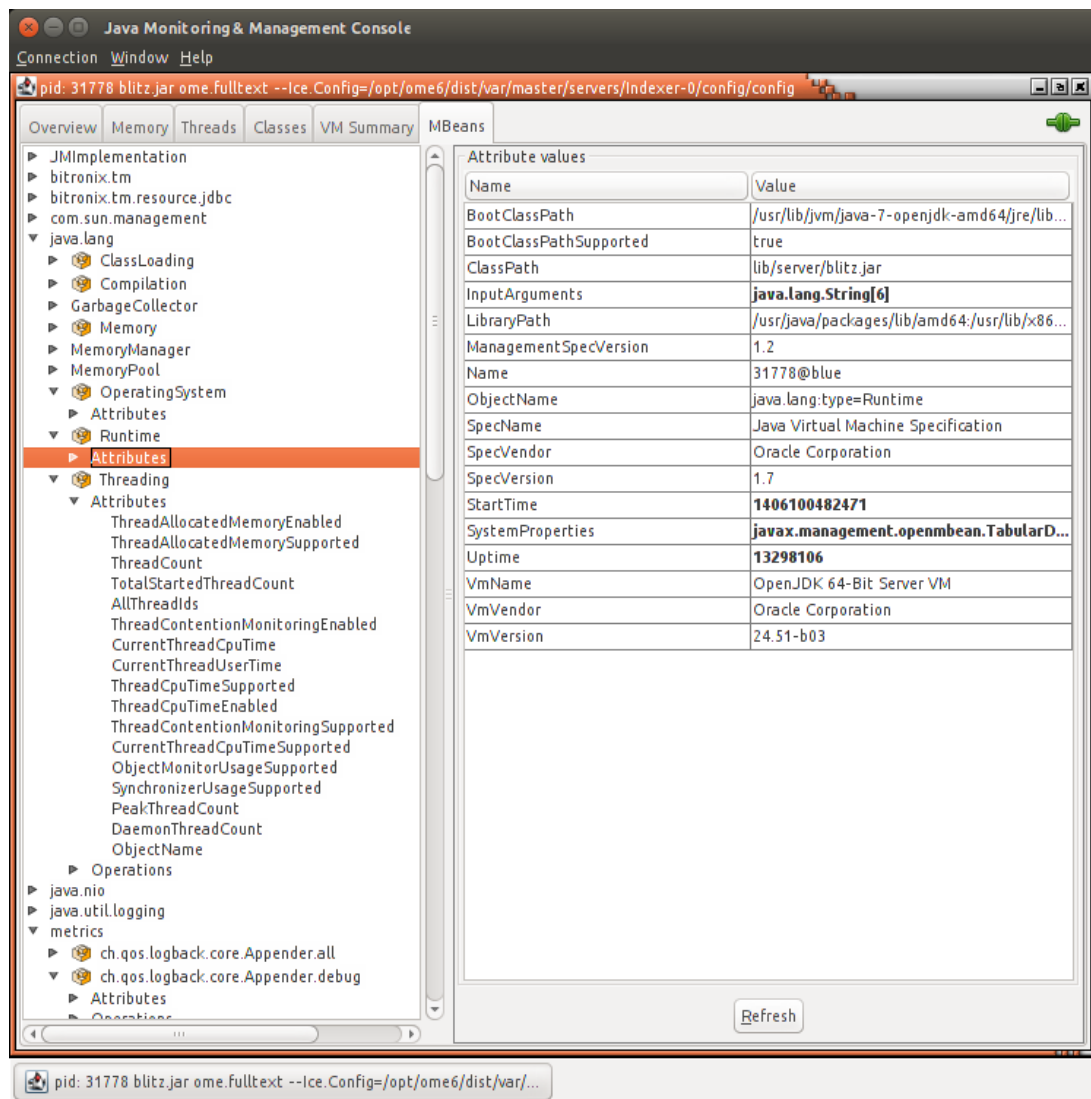 Java Monitoring & Management Console
Connection Window Help
pid: 31778 blitz.jar ome.fulltext --Ice.Config=/opt/ome6/dist/var/master/servers/Indexer-0/config/config
Overview Memory Threads Classes VM Summary MBeans
JMImplementation
bitronix.tm
bitronix.tm.resource.jdbc
com.sun.management
java.lang
ClassLoading
Compilation
GarbageCollector
Memory
MemoryManager
MemoryPool
OperatingSystem
Attributes
Runtime
Attributes
Threading
Attributes
ThreadAllocatedMemoryEnabled
ThreadAllocatedMemorySupported
ThreadCount
TotalStartedThreadCount
AllThreadIds
ThreadContentionMonitoringEnabled
CurrentThreadCpuTime
CurrentThreadUserTime
ThreadCpuTimeSupported
ThreadCpuTimeEnabled
ThreadContentionMonitoringSupported
CurrentThreadCpuTimeSupported
ObjectMonitorUsageSupported
SynchronizerUsageSupported
PeakThreadCount
DaemonThreadCount
ObjectName
Operations
java.nio
java.util.logging
metrics
ch.qos.logback.core.Appender.all
ch.qos.logback.core.Appender.debug
Attributes
Operations
Attribute values
Name Value
BootClassPath /usr/lib/jvm/java-7-openjdk-amd64/jre/lib...
BootClassPathSupported true
ClassPath lib/server/blitz.jar
InputArguments java.lang.String[6]
LibraryPath /usr/java/packages/lib/amd64:/usr/lib/x86...
ManagementSpecVersion 1.2
Name 31778@blue
ObjectName java.lang:type=Runtime
SpecName Java Virtual Machine Specification
SpecVendor Oracle Corporation
SpecVersion 1.7
StartTime 1406100482471
SystemProperties javax.management.openmbean.TabularD...
Uptime 13298106
VmName OpenJDK 64-Bit Server VM
VmVendor Oracle Corporation
VmVersion 24.51-b03
Refresh
pid: 31778 blitz.jar ome.fulltext --Ice.Config=/opt/ome6/dist/var/...